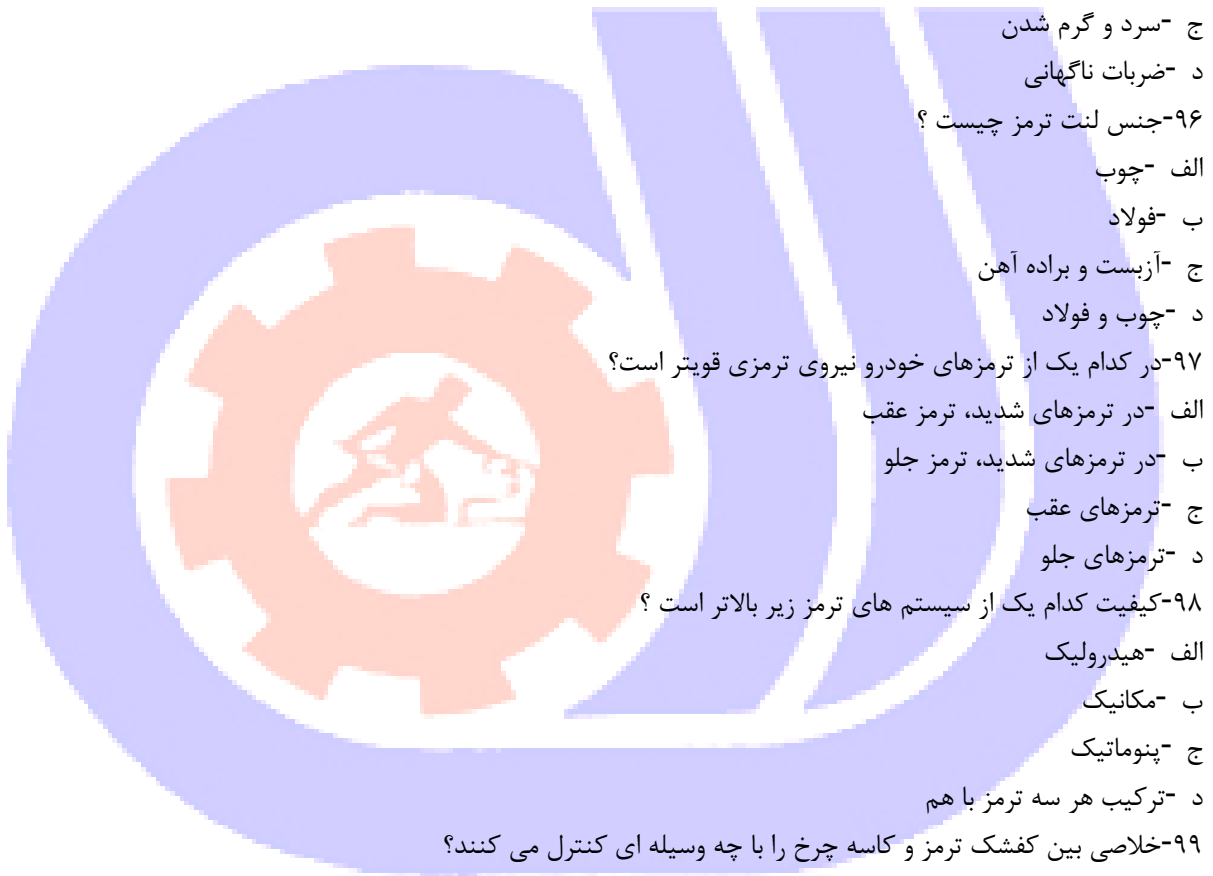 ج -سرد و گرم شدن
د -ضربات ناگهانی
۹۶-جنس لنت ترمز چیست ؟
الف -چوب
ب -فولاد
ج -آزبست و براده آهن
د -چوب و فولاد
۹۷-در کدام یک از ترمزهای خودرو نیروی ترمزی قویتر است؟
الف -در ترمزهای شدید، ترمز عقب
ب -در ترمزهای شدید، ترمز جلو
ج -ترمزهای عقب
د -ترمزهای جلو
۹۸-کیفیت کدام یک از سیستم های ترمز زیر بالاتر است ؟
الف -هیدرولیک
ب -مکانیک
ج -پنوماتیک
د -ترکیب هر سه ترمز با هم
۹۹-خلاصی بین کفشک ترمز و کاسه چرخ را با چه وسیله ای کنترل می کنند؟